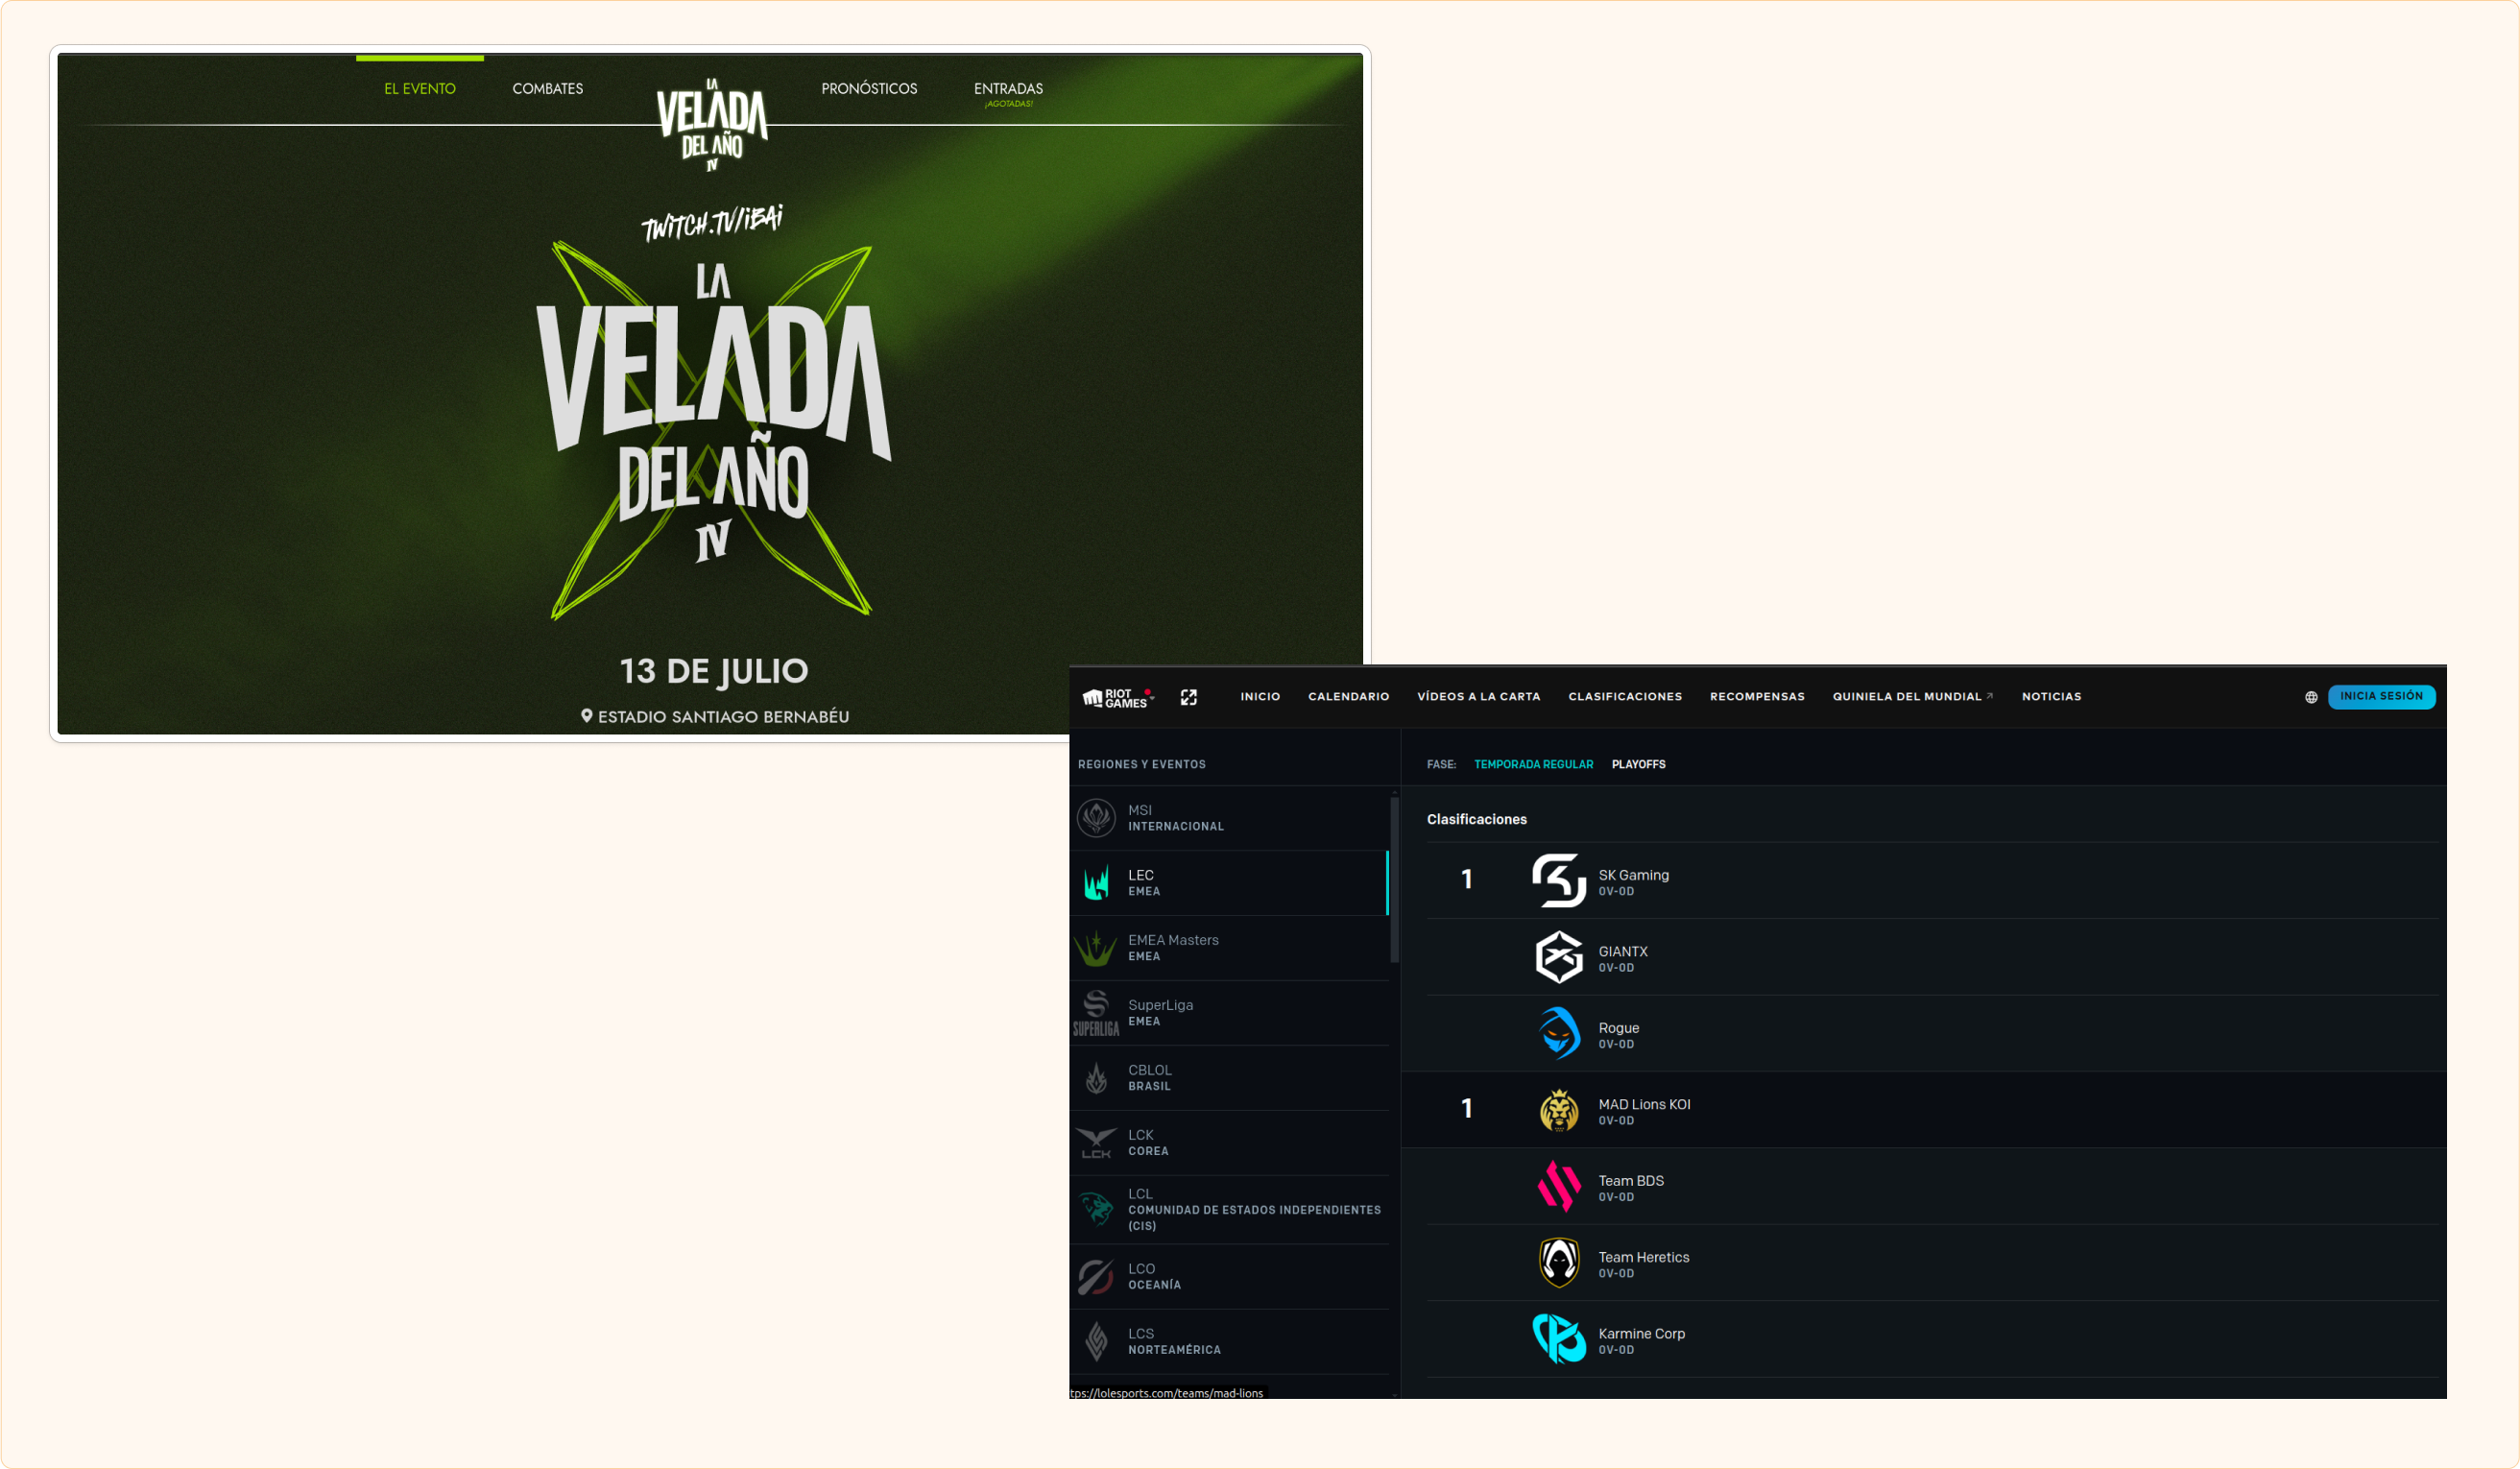 EL EVENTO
COMBATES
LA
VELADA
DEL AÑO
IV
PRONÓSTICOS
ENTRADAS
¡AGOTADAS!
TWITCH.TV/IBAI
LA
VELADA
DEL AÑO
IV
13 DE JULIO
ESTADIO SANTIAGO BERNABÉU
RIOT
GAMES
INICIO
CALENDARIO
VÍDEOS A LA CARTA
CLASIFICACIONES
RECOMPENSAS
QUINIELA DEL MUNDIAL
NOTICIAS
INICIA SESIÓN
REGIONES Y EVENTOS
MSI
INTERNACIONAL
LEC
EMEA
EMEA Masters
EMEA
SUPERLIGA
SuperLiga
EMEA
CBLOL
BRASIL
LCK
LCK
COREA
LCL
COMUNIDAD DE ESTADOS INDEPENDIENTES
(CIS)
LCO
OCEANÍA
LCS
NORTEAMÉRICA
tps://lolesports.com/teams/mad-lions
FASE: TEMPORADA REGULAR PLAYOFFS
Clasificaciones
1
SK Gaming
0V-0D
GIANTX
0V-0D
Rogue
0V-0D
1
MAD Lions KOI
0V-0D
Team BDS
0V-0D
Team Heretics
0V-0D
Karmine Corp
0V-0D